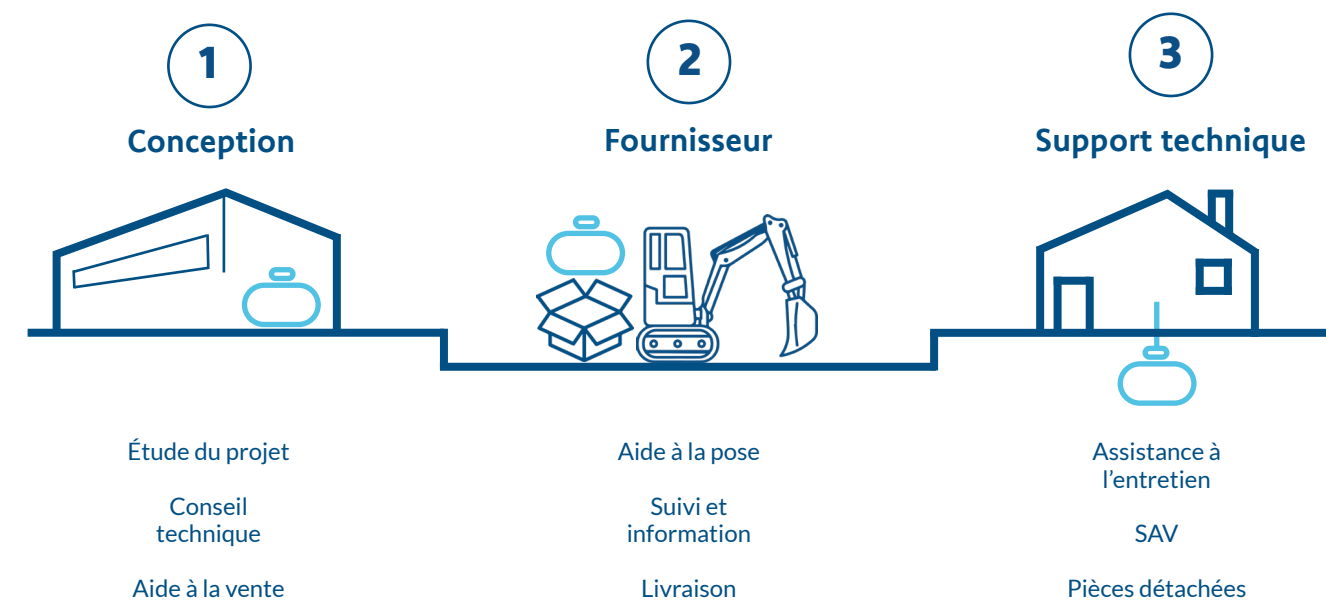 1
Conception
Étude du projet
Conseil
technique
Aide à la vente
2
Fournisseur
Aide à la pose
Suivi et
information
Livraison
3
Support technique
Assistance à
l’entretien
SAV
Pièces détachées